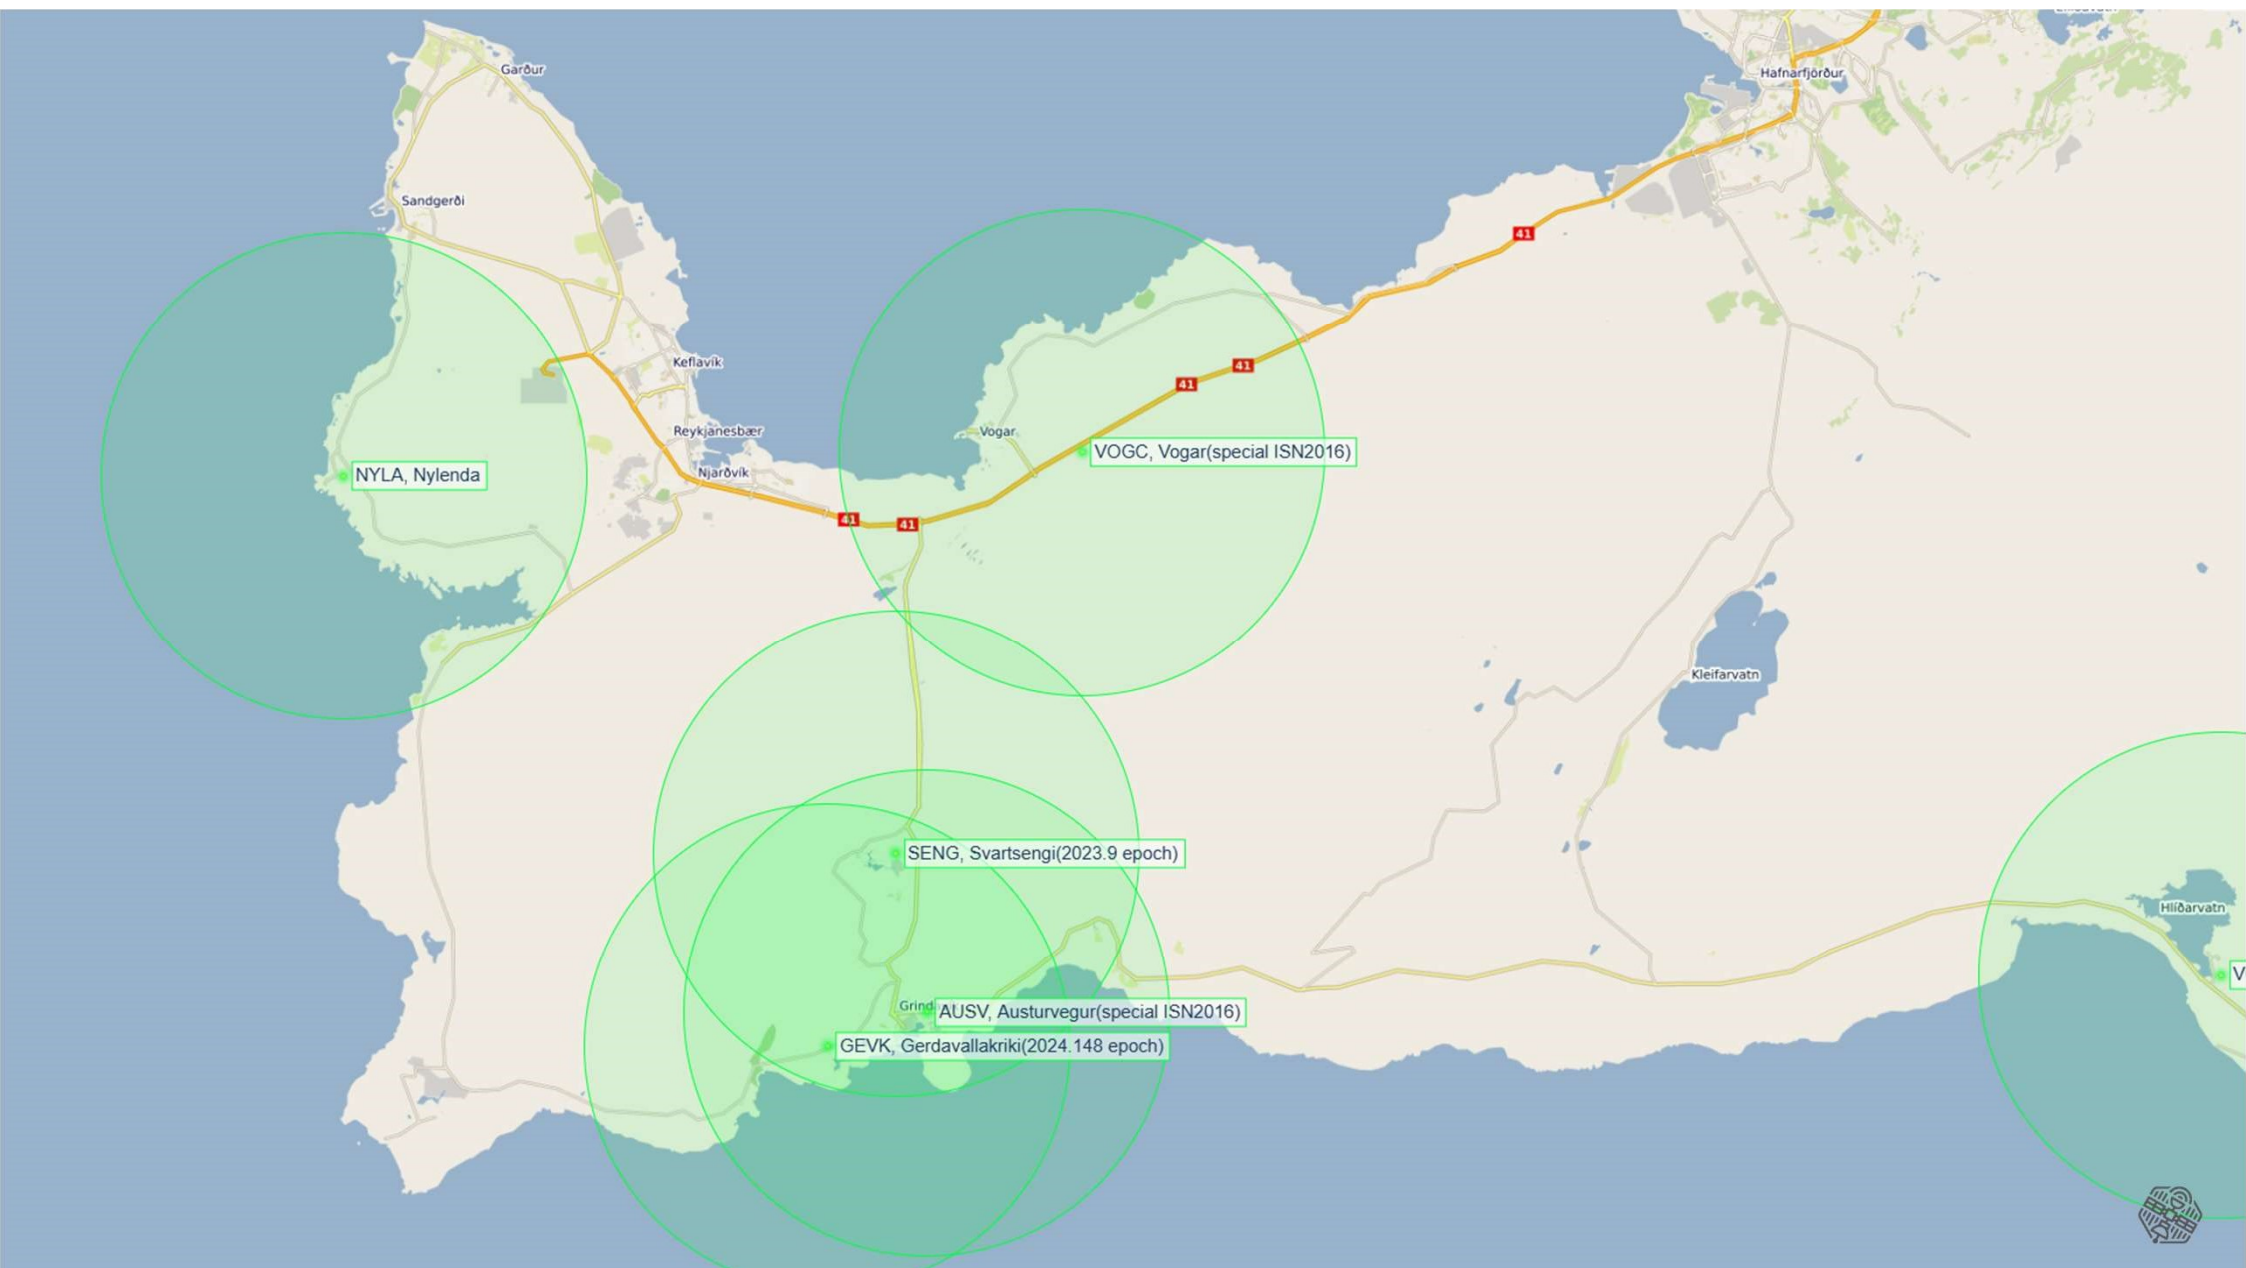 Garður
Hafnarfjörður
Sandgerði
41
Keflavík
41
41
Reykjanesbær
Vogar
VOGC, Vogar(special ISN2016)
Njarðvík
NYLA, Nylenda
41
41
Kleifarvatn
SENG, Svartsengi(2023.9 epoch)
Hlíðarvatn
V
AUSV, Austurvegur(special ISN2016)
GEVK, Gerdavallakriki(2024.148 epoch)